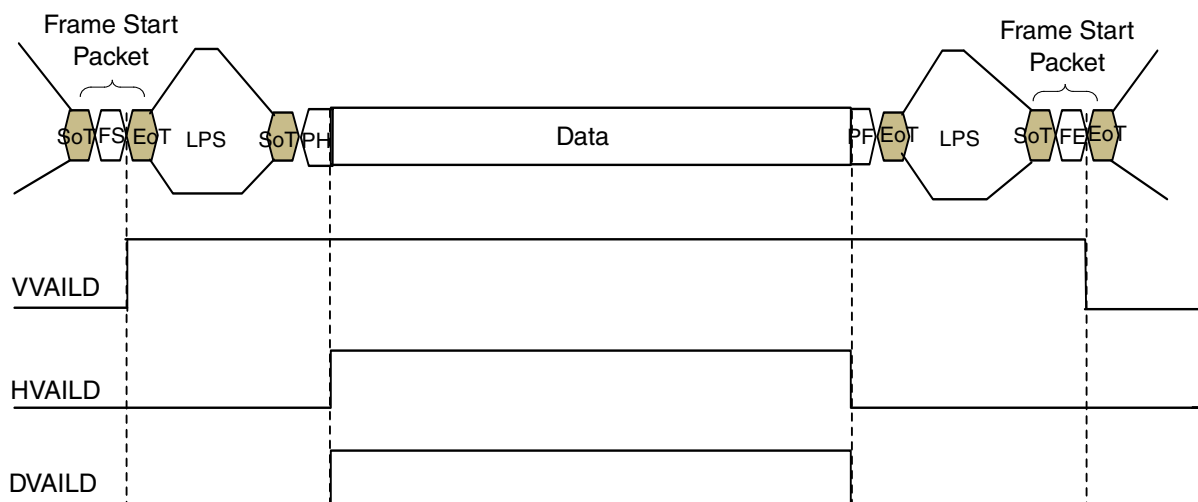 Frame Start
Packet
Frame Start
Packet
SoT FS EoT LPS SoT PH Data PF EoT LPS SoT FE EoT
VVAILD
HVAILD
DVAILD